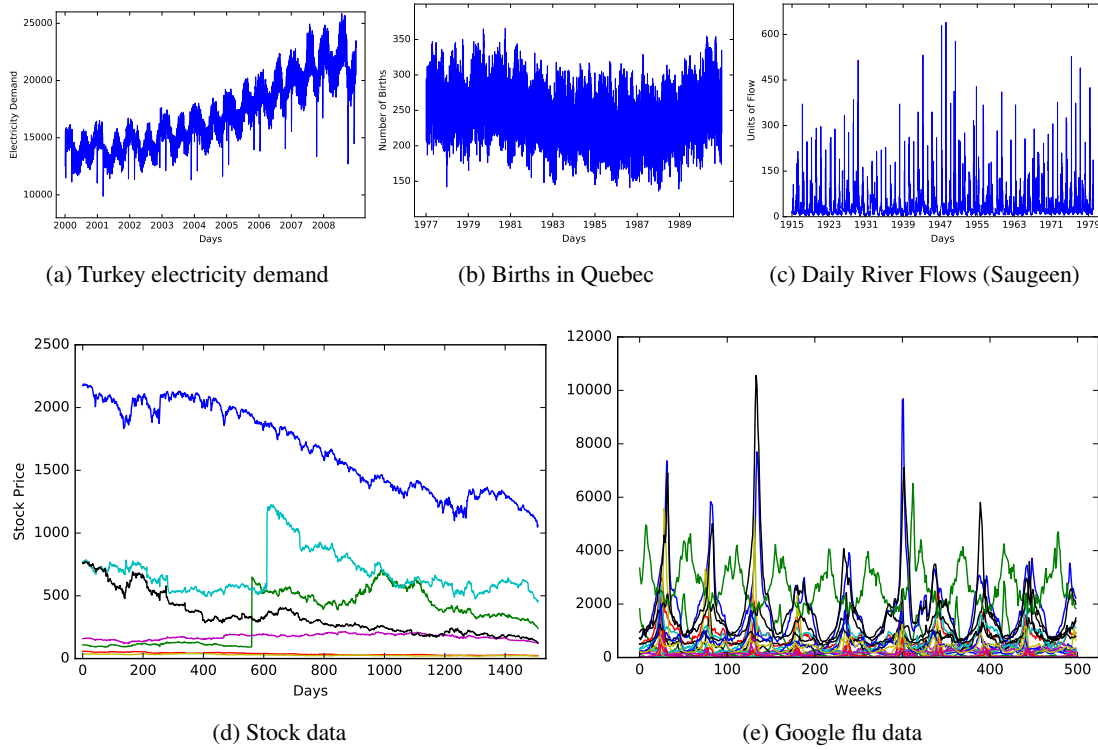 25000
20000
15000
10000
Electricity Demand
2000 2001 2002 2003 2004 2005 2006 2007 2008
Days
(a) Turkey electricity demand
350
300
250
200
150
Number of Births
1977 1979 1981 1983 1985 1987 1989
Days
(b) Births in Quebec
600
450
300
150
0
Units of Flow
1915 1923 1931 1939 1947 1955 1963 1971 1979
Days
(c) Daily River Flows (Saugeen)
2500
2000
1500
1000
500
0
Stock Price
0 200 400 600 800 1000 1200 1400
Days
(d) Stock data
12000
10000
8000
6000
4000
2000
0
0 100 200 300 400 500
Weeks
(e) Google flu data